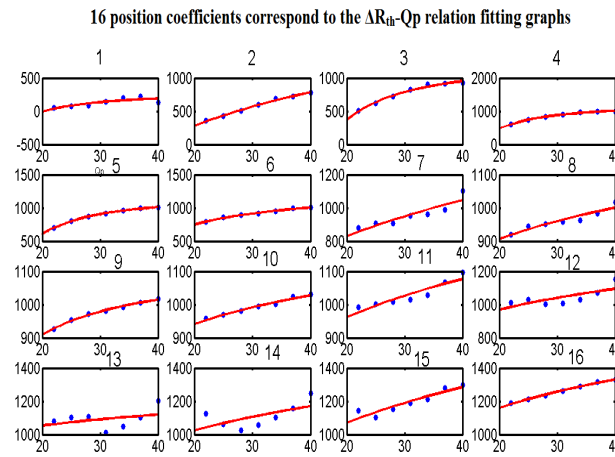 16 position coefficients correspond to the ΔRth-Qp relation fitting graphs
1 2 3 4
500 1000 1000 2000
0 500 500 1000
-500 0 0 0
20 30 40 20 30 40 20 30 40 20 30 40
Qp
5 6 7 8
1500 1500 1200 1100
1000 1000 1000 1000
500 500 800 900
20 30 40 20 30 40 20 30 40 20 30 40
9 10 11 12
1100 1100 1100 1200
1000 1000 1000 1000
900 900 900 800
20 30 40 20 30 40 20 30 40 20 30 40
13 14 15 16
1400 1400 1400 1400
1200 1200 1200 1200
1000 1000 1000 1000
20 30 40 20 30 40 20 30 40 20 30 40